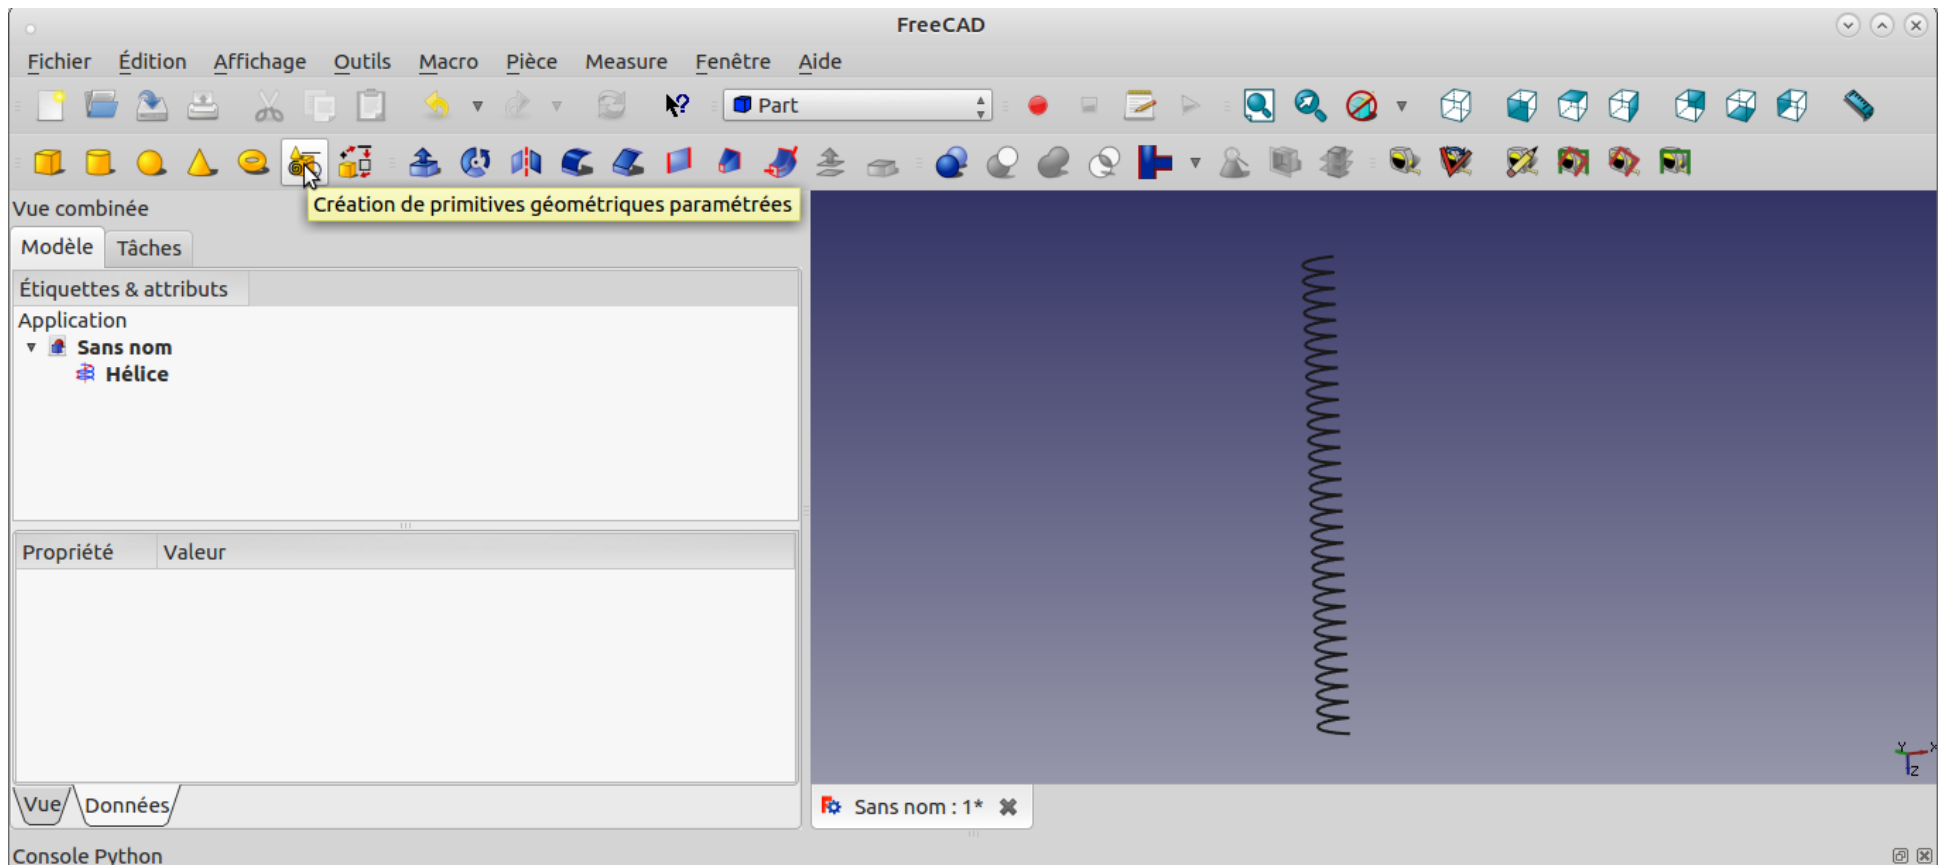 FreeCAD
Fichier Édition Affichage Outils Macro Pièce Measure Fenêtre Aide
Part
Création de primitives géométriques paramétrées
Vue combinée
Modèle Tâches
Étiquettes & attributs
Application
Sans nom
Hélice
Propriété Valeur
Y X
Z
Vue Données
Sans nom : 1*
Console Python